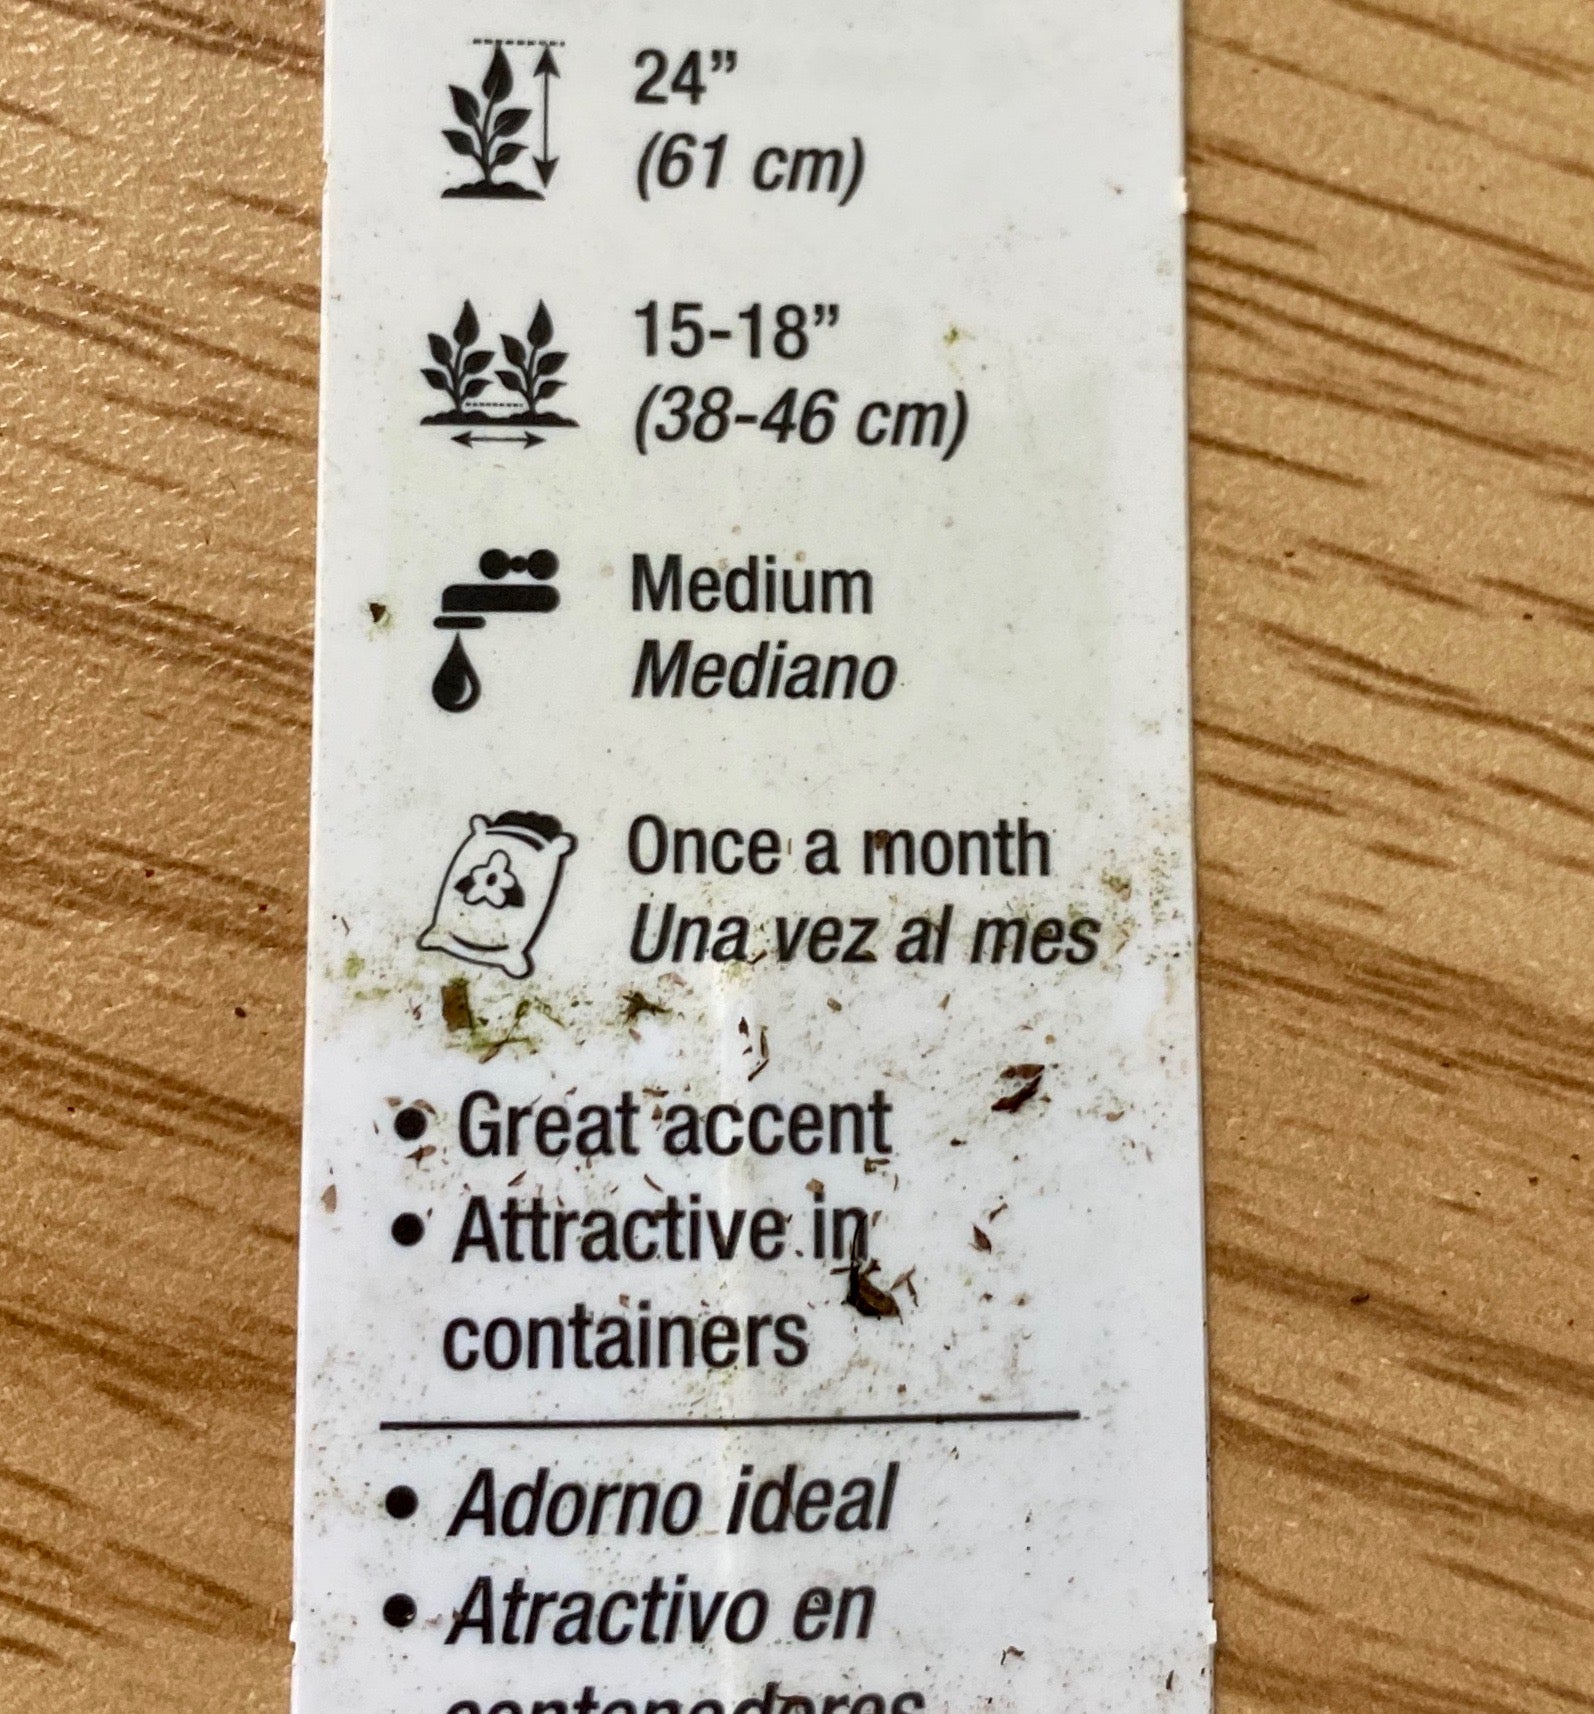 24”
(61 cm)
15-18”
(38-46 cm)
Medium
Mediano
Once a month
Una vez al mes
• Great accent
• Attractive in
containers
• Adorno ideal
• Atractivo en
contenedores